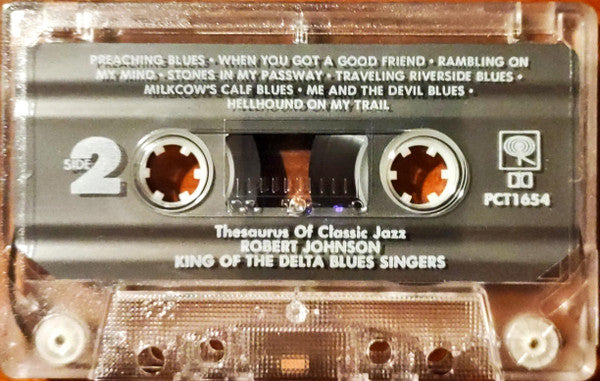 PREACHING BLUES • WHEN YOU GOT A GOOD FRIEND • RAMBLING ON
MY MIND • STONES IN MY PASSWAY • TRAVELING RIVERSIDE BLUES •
MILKCOW'S CALF BLUES • ME AND THE DEVIL BLUES •
HELLHOUND ON MY TRAIL
SIDE 2
PCT1654
Thesaurus Of Classic Jazz
ROBERT JOHNSON
KING OF THE DELTA BLUES SINGERS